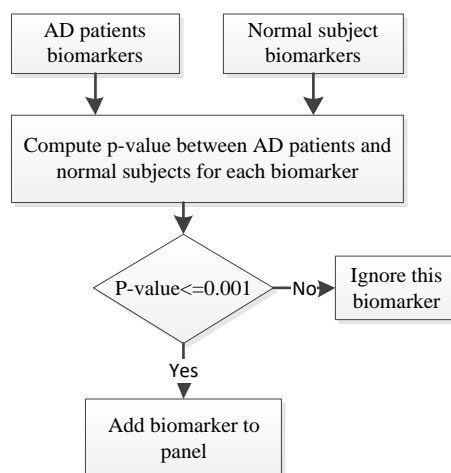 AD patients
biomarkers
Normal subject
biomarkers
Compute p-value between AD patients and
normal subjects for each biomarker
P-value<=0.001
No
Ignore this
biomarker
Yes
Add biomarker to
panel